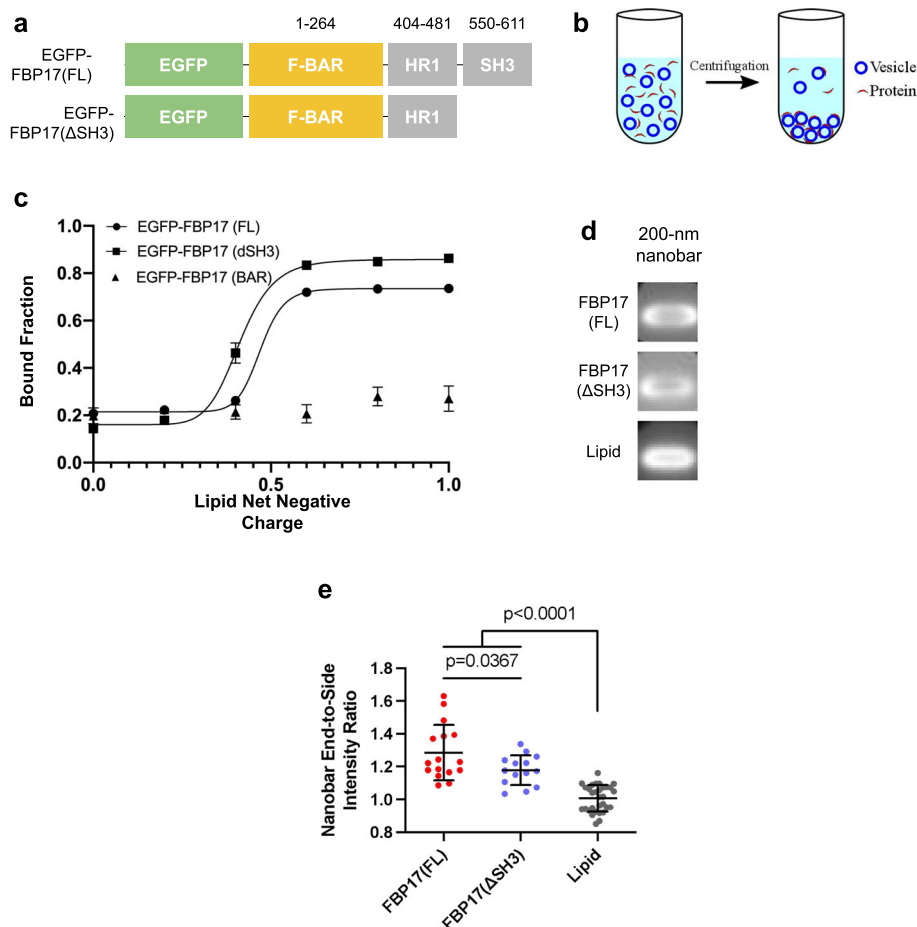 a
1-264 404-481 550-611
EGFP-
FBP17(FL)
EGFP F-BAR HR1 SH3
EGFP-
FBP17(ΔSH3)
EGFP F-BAR HR1
b
Centrifugation
Vesicle
Protein
c
EGFP-FBP17 (FL)
EGFP-FBP17 (dSH3)
EGFP-FBP17 (BAR)
Bound Fraction
1.0
0.8
0.6
0.4
0.2
0.0
0.0 0.5 1.0
Lipid Net Negative
Charge
d
200-nm
nanobar
FBP17
(FL)
FBP17
(ΔSH3)
Lipid
e
p<0.0001
p=0.0367
Nanobar End-to-Side
Intensity Ratio
1.8
1.6
1.4
1.2
1.0
0.8
FBP17(FL)
FBP17(ΔSH3)
Lipid